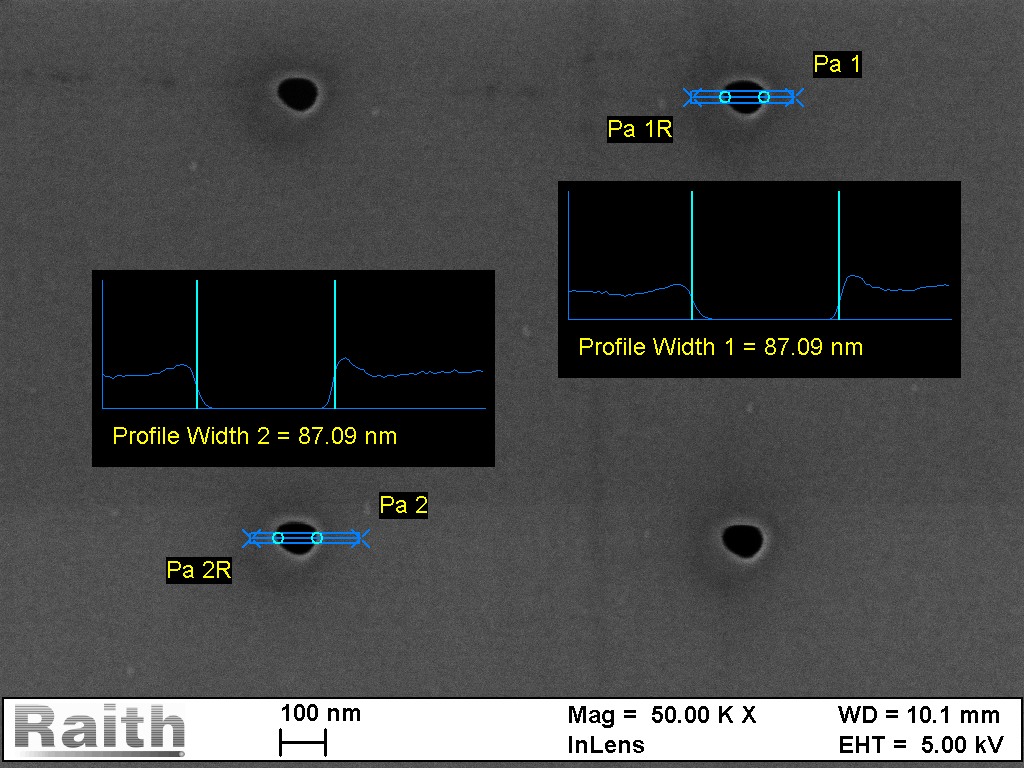 Pa 1
Pa 1R
Profile Width 1 = 87.09 nm
Profile Width 2 = 87.09 nm
Pa 2
Pa 2R
Raith
100 nm
Mag = 50.00 K X
WD = 10.1 mm
InLens
EHT = 5.00 kV